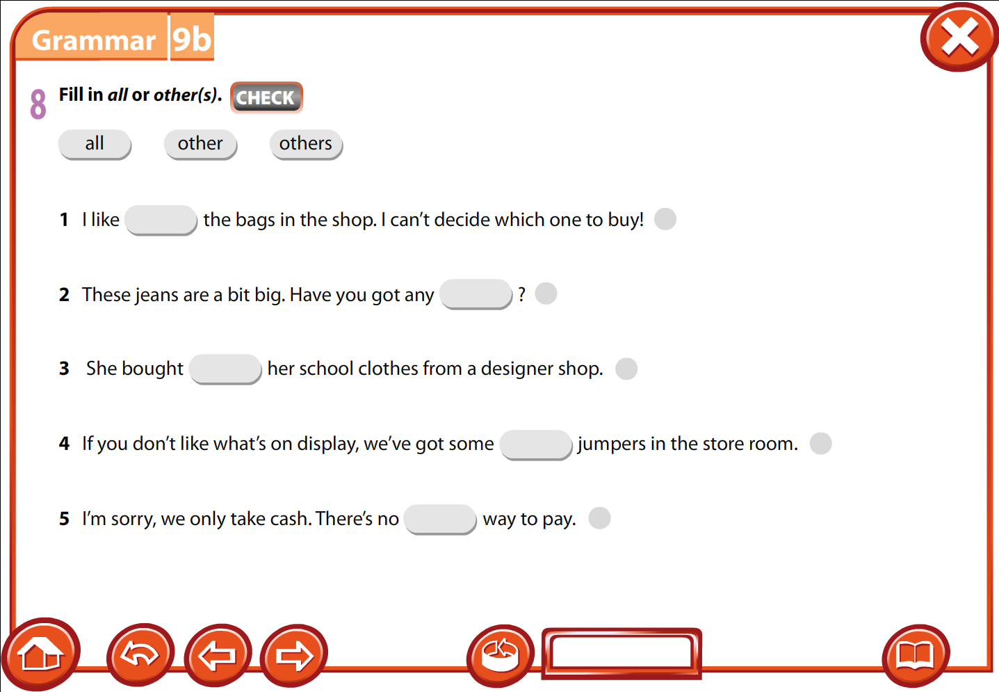 Grammar 9b
8 Fill in all or other(s). CHECK
all other others
1 I like the bags in the shop. I can’t decide which one to buy!
2 These jeans are a bit big. Have you got any ?
3 She bought her school clothes from a designer shop.
4 If you don’t like what’s on display, we’ve got some jumpers in the store room.
5 I’m sorry, we only take cash. There’s no way to pay.